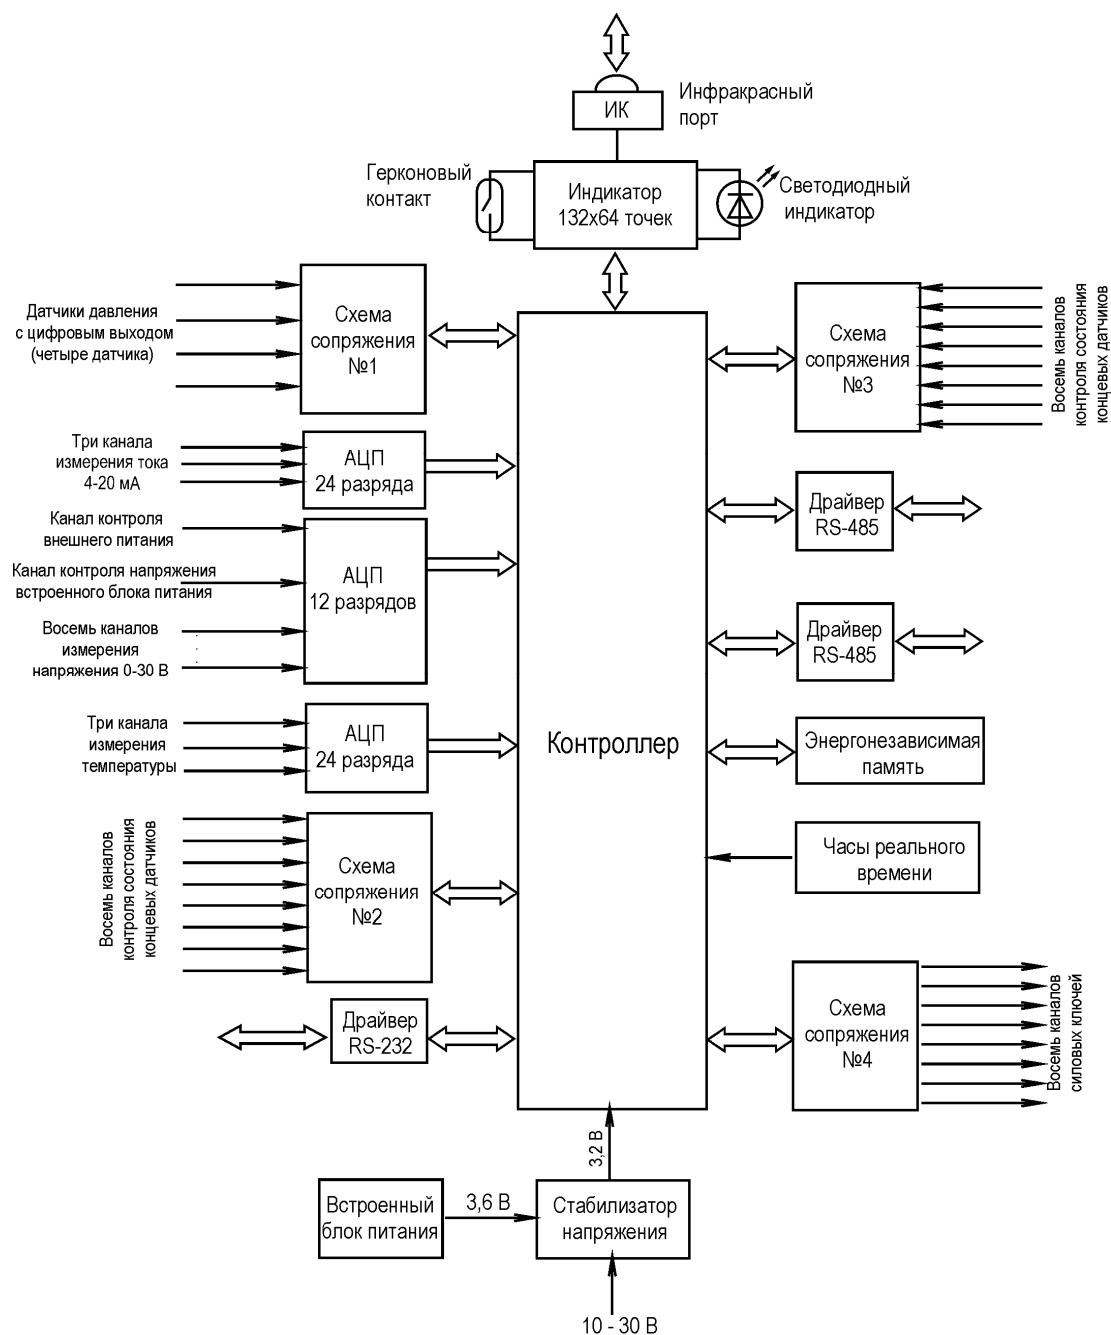 ИК
Инфракрасный
порт
Герконовый
контакт
Индикатор
132х64 точек
Светодиодный
индикатор
Датчики давления
с цифровым выходом
(четыре датчика)
Схема
сопряжения
№1
Схема
сопряжения
№3
Восемь каналов
контроля состояния
концевых датчиков
Три канала
измерения тока
4-20 мА
АЦП
24 разряда
Драйвер
RS-485
Канал контроля
внешнего питания
Канал контроля напряжения
встроенного блока питания
Восемь каналов
измерения
напряжения 0-30 В
АЦП
12 разрядов
Драйвер
RS-485
Три канала
измерения
температуры
АЦП
24 разряда
Контроллер
Энергонезависимая
память
Восемь каналов
контроля состояния
концевых датчиков
Схема
сопряжения
№2
Часы реального
времени
Драйвер
RS-232
Схема
сопряжения
№4
Восемь каналов
силовых ключей
3,2 В
Встроенный
блок питания
3,6 В
Стабилизатор
напряжения
10 - 30 В